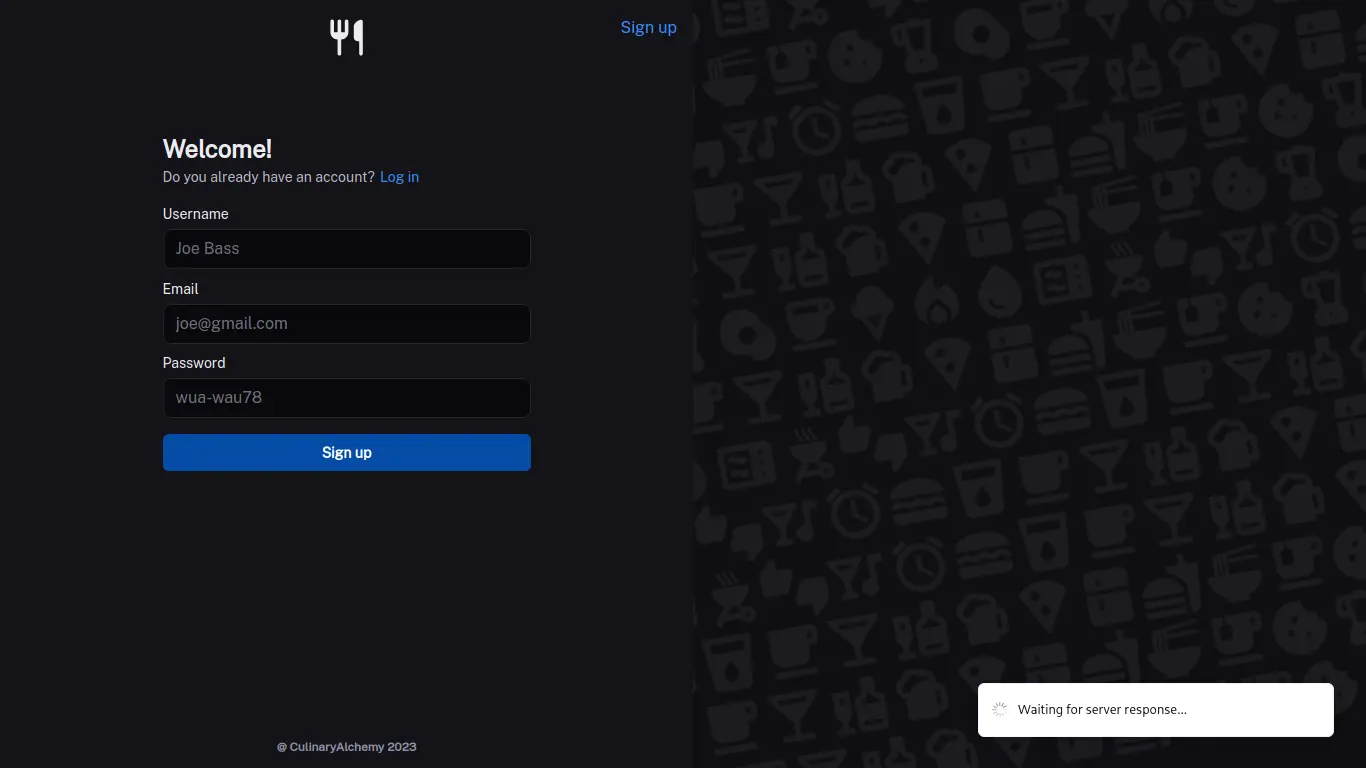 Sign up
Welcome!
Do you already have an account? Log in
Username
Joe Bass
Email
joe@gmail.com
Password
wua-wau78
Sign up
Waiting for server response...
@ CulinaryAlchemy 2023